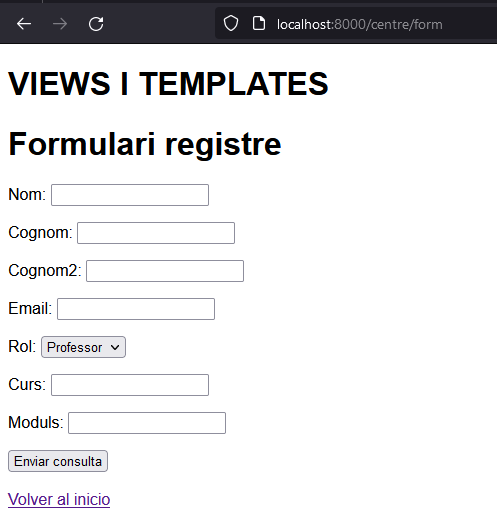 localhost:8000/centre/form
VIEWS I TEMPLATES
Formulari registre
Nom:
Cognom:
Cognom2:
Email:
Rol: Professor
Curs:
Moduls:
Enviar consulta
Volver al inicio